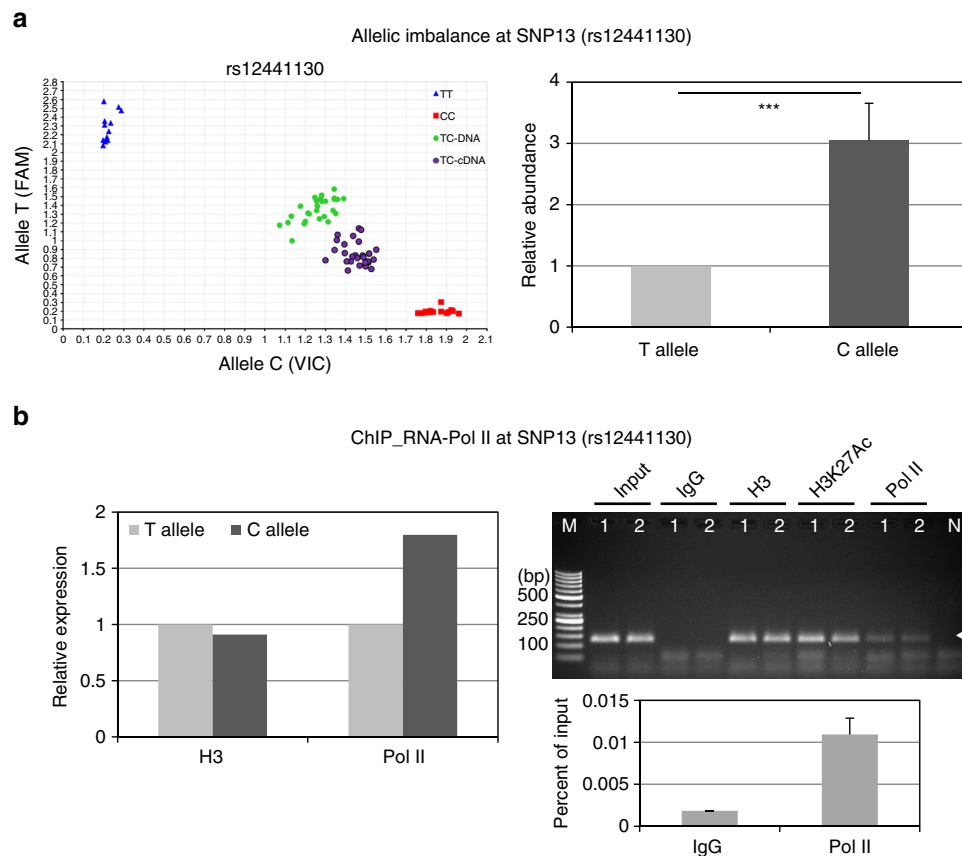 a
Allelic imbalance at SNP13 (rs12441130)
rs12441130
2.8
2.7
2.6
2.5
2.4
2.3
2.2
2.1
2
1.9
1.8
1.7
1.6
1.5
1.4
1.3
1.2
1.1
1
0.9
0.8
0.7
0.6
0.5
0.4
0.3
0.2
0.1
0
Allele T (FAM)
0 0.1 0.2 0.3 0.4 0.5 0.6 0.7 0.8 0.9 1 1.1 1.2 1.3 1.4 1.5 1.6 1.7 1.8 1.9 2 2.1
Allele C (VIC)
TT
CC
TC-DNA
TC-cDNA
4
3
2
1
0
Relative abundance
***
T allele C allele
b
ChIP_RNA-Pol II at SNP13 (rs12441130)
2
1.5
1
0.5
0
Relative expression
T allele C allele
H3 Pol II
Input IgG H3 H3K27Ac Pol II
M 1 2 1 2 1 2 1 2 1 2 N
(bp)
500
250
100
0.015
0.01
0.005
0
Percent of input
IgG Pol II